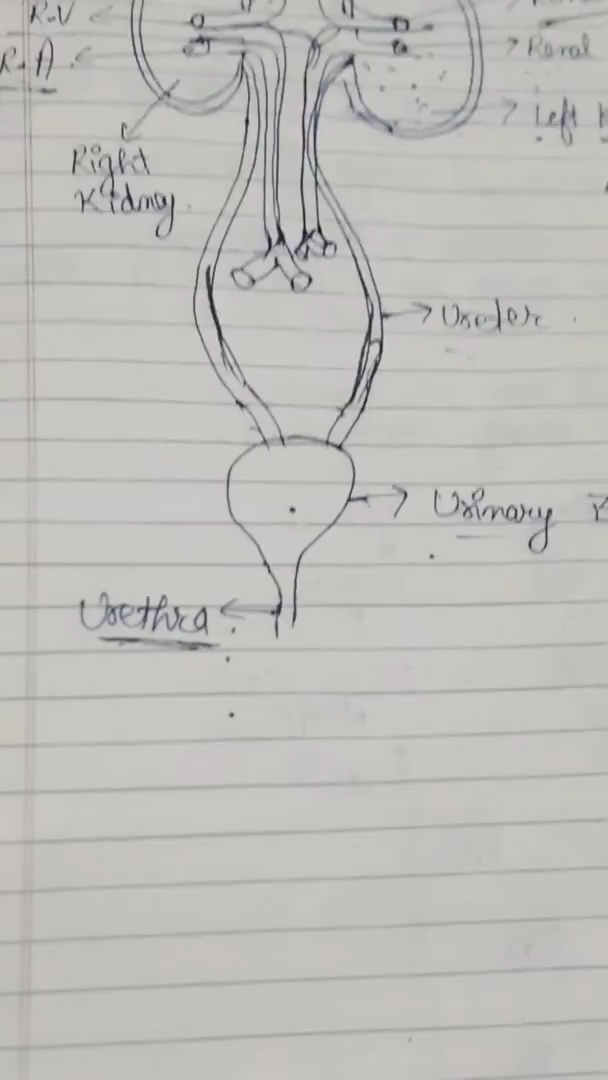 R.V
R.A
Renal
Left
Right
Kidney.
Ureter
Urinary
Urethra